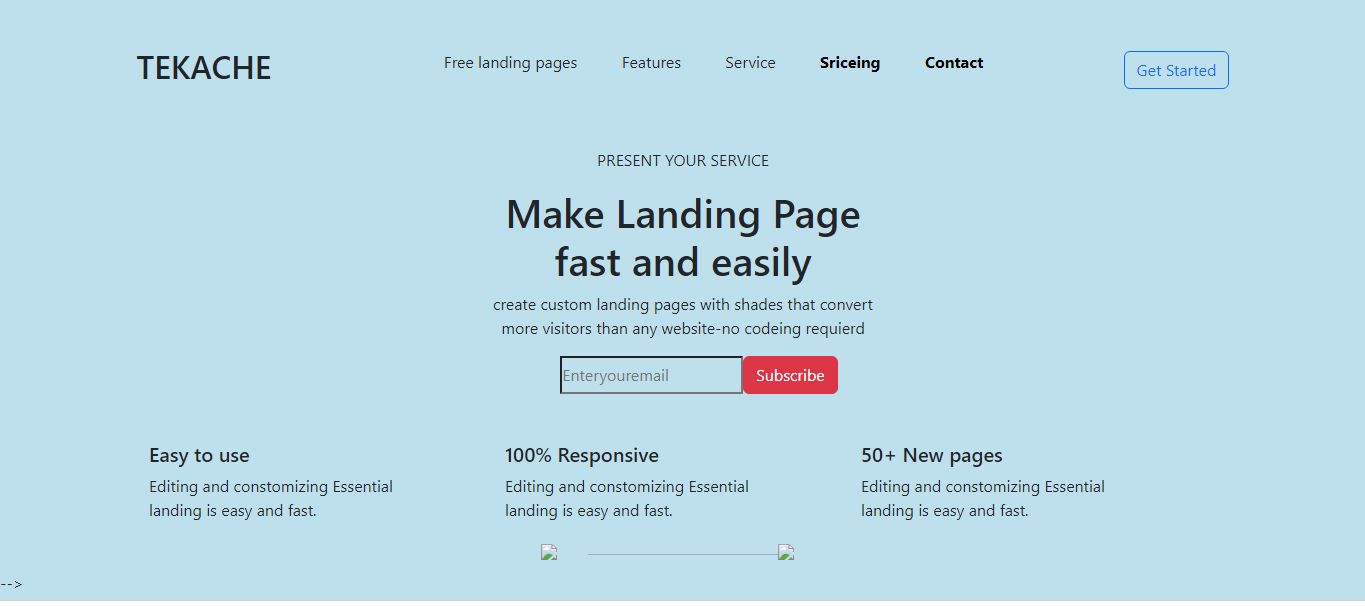 TEKACHE
Free landing pages Features Service Sriceing Contact
Get Started
PRESENT YOUR SERVICE
Make Landing Page
fast and easily
create custom landing pages with shades that convert
more visitors than any website-no codeing requierd
Enteryouremail Subscribe
Easy to use
Editing and constomizing Essential
landing is easy and fast.
100% Responsive
Editing and constomizing Essential
landing is easy and fast.
50+ New pages
Editing and constomizing Essential
landing is easy and fast.
-->